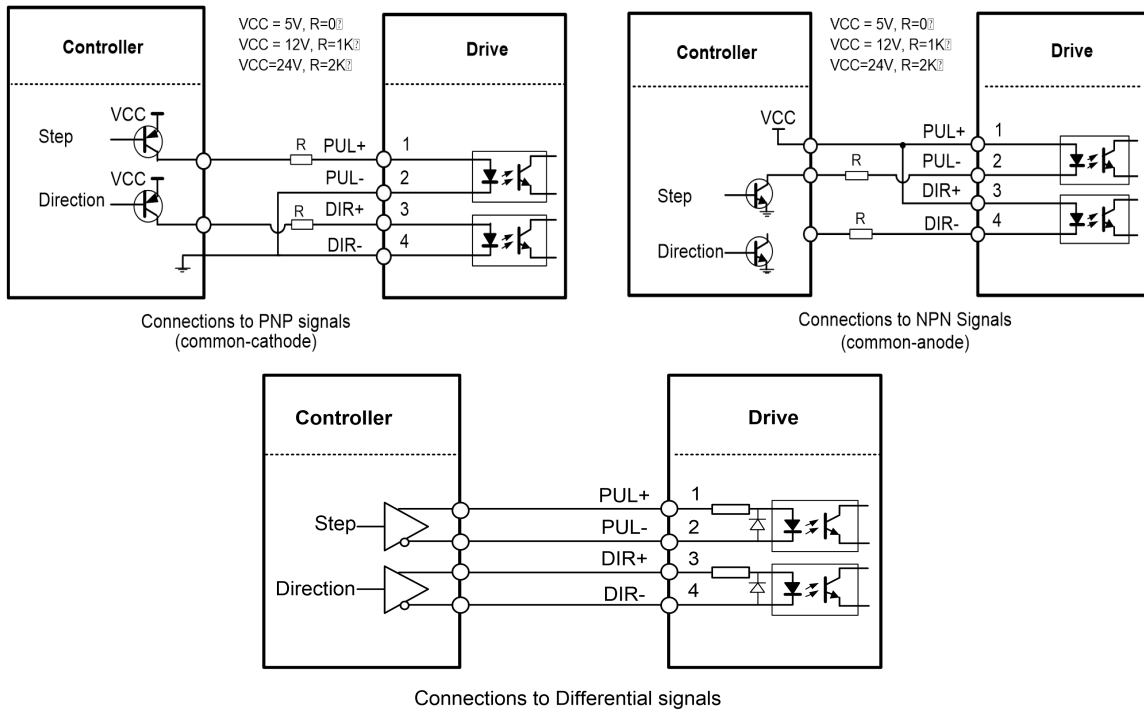 Controller
VCC = 5V, R=0
VCC = 12V, R=1K
VCC=24V, R=2K
Drive
VCC
Step
R
PUL+
1
PUL-
2
VCC
Direction
R
DIR+
3
DIR-
4
Connections to PNP signals
(common-cathode)
Controller
VCC = 5V, R=0
VCC = 12V, R=1K
VCC=24V, R=2K
Drive
VCC
PUL+
1
R
PUL-
2
Step
DIR+
3
R
DIR-
4
Direction
Connections to NPN Signals
(common-anode)
Controller
Drive
PUL+
1
Step
PUL-
2
DIR+
3
Direction
DIR-
4
Connections to Differential signals